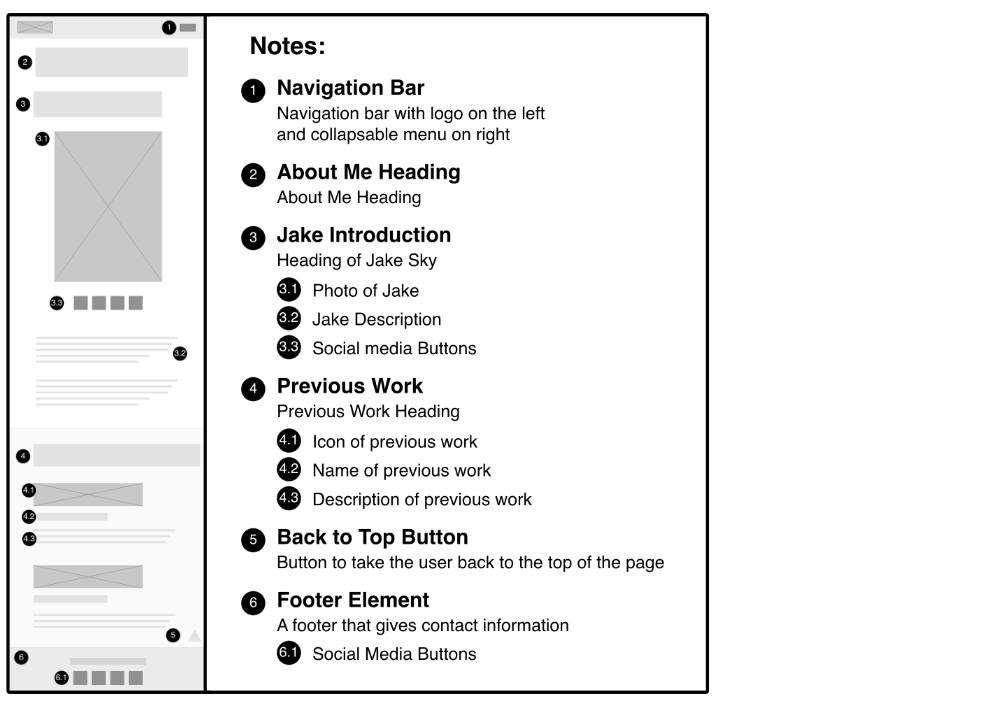 1
2
3
3.1
3.3
3.2
4
4.1
4.2
4.3
5
6
6.1
Notes:
1 Navigation Bar
Navigation bar with logo on the left
and collapsable menu on right
2 About Me Heading
About Me Heading
3 Jake Introduction
Heading of Jake Sky
3.1 Photo of Jake
3.2 Jake Description
3.3 Social media Buttons
4 Previous Work
Previous Work Heading
4.1 Icon of previous work
4.2 Name of previous work
4.3 Description of previous work
5 Back to Top Button
Button to take the user back to the top of the page
6 Footer Element
A footer that gives contact information
6.1 Social Media Buttons